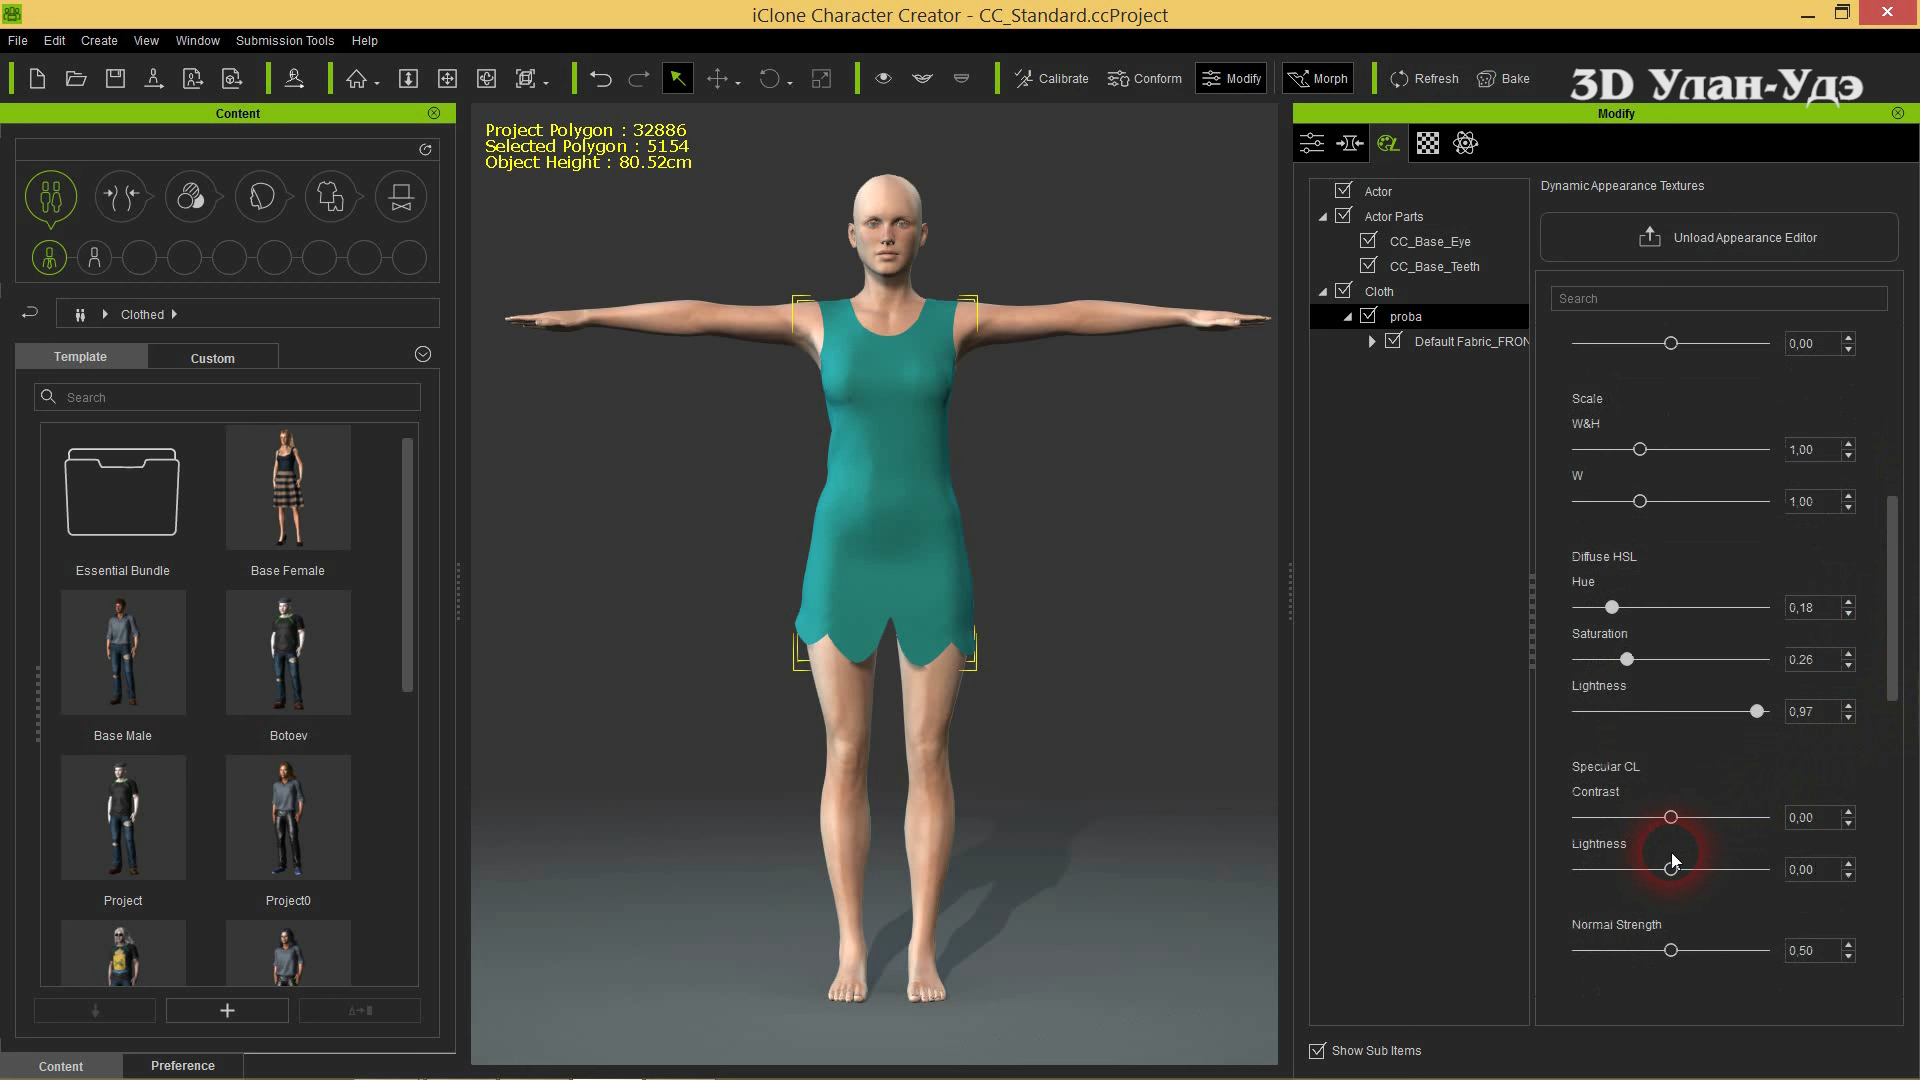 iClone Character Creator - CC_Standard.ccProject
File Edit Create View Window Submission Tools Help
Calibrate Conform Modify Morph Refresh Bake
3D Улан-Удэ
Content
Clothed
Template Custom
Search
Essential Bundle Base Female
Base Male Botoev
Project Project0
Content Preference
Project Polygon : 32886
Selected Polygon : 5154
Object Height : 80.52cm
Modify
Actor
Actor Parts
CC_Base_Eye
CC_Base_Teeth
Cloth
proba
Default Fabric_FRON
Show Sub Items
Dynamic Appearance Textures
Unload Appearance Editor
Search
0,00
Scale
W&H
1,00
W
1,00
Diffuse HSL
Hue
0,18
Saturation
0.26
Lightness
0,97
Specular CL
Contrast
0,00
Lightness
0,00
Normal Strength
0,50